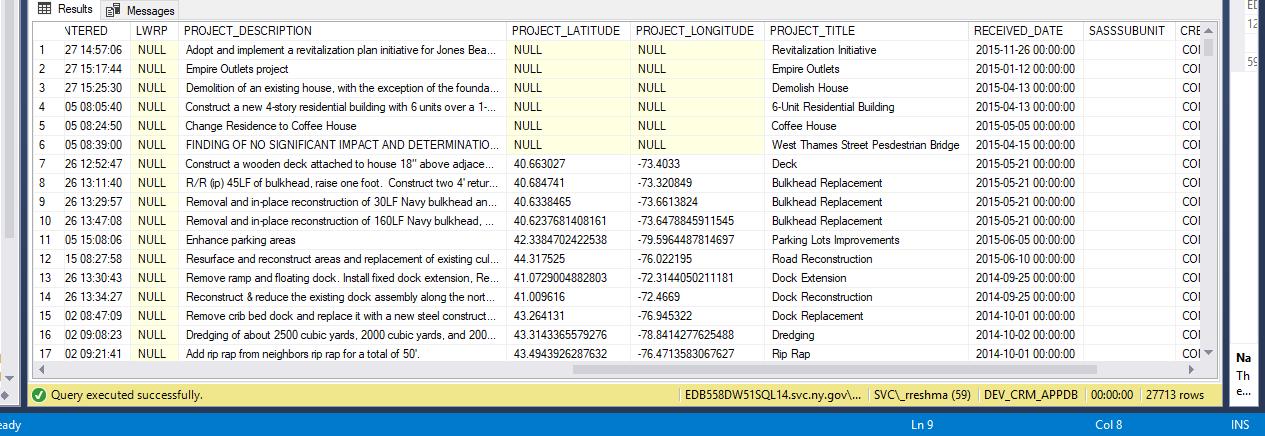 Results Messages
NTERED LWRP PROJECT_DESCRIPTION PROJECT_LATITUDE PROJECT_LONGITUDE PROJECT_TITLE RECEIVED_DATE SASSSUBUNIT CRE
1 27 14:57:06 NULL Adopt and implement a revitalization plan initiative for Jones Bea... NULL NULL Revitalization Initiative 2015-11-26 00:00:00 COI
2 27 15:17:44 NULL Empire Outlets project NULL NULL Empire Outlets 2015-01-12 00:00:00 COI
3 27 15:25:30 NULL Demolition of an existing house, with the exception of the founda... NULL NULL Demolish House 2015-04-13 00:00:00 COI
4 05 08:05:40 NULL Construct a new 4-story residential building with 6 units over a 1-... NULL NULL 6-Unit Residential Building 2015-04-13 00:00:00 COI
5 05 08:24:50 NULL Change Residence to Coffee House NULL NULL Coffee House 2015-05-05 00:00:00 COI
6 05 08:39:00 NULL FINDING OF NO SIGNIFICANT IMPACT AND DETERMINATIO... NULL NULL West Thames Street Pesdestrian Bridge 2015-04-15 00:00:00 COI
7 26 12:52:47 NULL Construct a wooden deck attached to house 18" above adjace... 40.663027 -73.4033 Deck 2015-05-21 00:00:00 COI
8 26 13:11:40 NULL R/R (ip) 45LF of bulkhead, raise one foot. Construct two 4' retur... 40.684741 -73.320849 Bulkhead Replacement 2015-05-21 00:00:00 COI
9 26 13:29:57 NULL Removal and in-place reconstruction of 30LF Navy bulkhead an... 40.6338465 -73.6613824 Bulkhead Replacement 2015-05-21 00:00:00 COI
10 26 13:47:08 NULL Removal and in-place reconstruction of 160LF Navy bulkhead, ... 40.6237681408161 -73.6478845911545 Bulkhead Replacement 2015-05-21 00:00:00 COI
11 05 15:08:06 NULL Enhance parking areas 42.3384702422538 -79.5964487814697 Parking Lots Improvements 2015-06-05 00:00:00 COI
12 15 08:27:58 NULL Resurface and reconstruct areas and replacement of existing cul... 44.317525 -76.022195 Road Reconstruction 2015-06-10 00:00:00 COI
13 26 13:30:43 NULL Remove ramp and floating dock. Install fixed dock extension, Re... 41.0729004882803 -72.3144050211181 Dock Extension 2014-09-25 00:00:00 COI
14 26 13:34:27 NULL Reconstruct & reduce the existing dock assembly along the nort... 41.009616 -72.4669 Dock Reconstruction 2014-09-25 00:00:00 COI
15 02 08:47:09 NULL Remove crib bed dock and replace it with a new steel construct... 43.264131 -76.945322 Dock Replacement 2014-10-01 00:00:00 COI
16 02 09:08:23 NULL Dredging of about 2500 cubic yards, 2000 cubic yards, and 200... 43.3143365579276 -78.8414277625488 Dredging 2014-10-02 00:00:00 COI
17 02 09:21:41 NULL Add rip rap from neighbors rip rap for a total of 50'. 43.4943926287632 -76.4713583067627 Rip Rap 2014-10-01 00:00:00 COI
Query executed successfully. EDB558DW51SQL14.svc.ny.gov\... SVC\_rreshma (59) DEV_CRM_APPDB 00:00:00 27713 rows
eady Ln 9 Col 8 INS
ED
12
59
Na
Th
e...